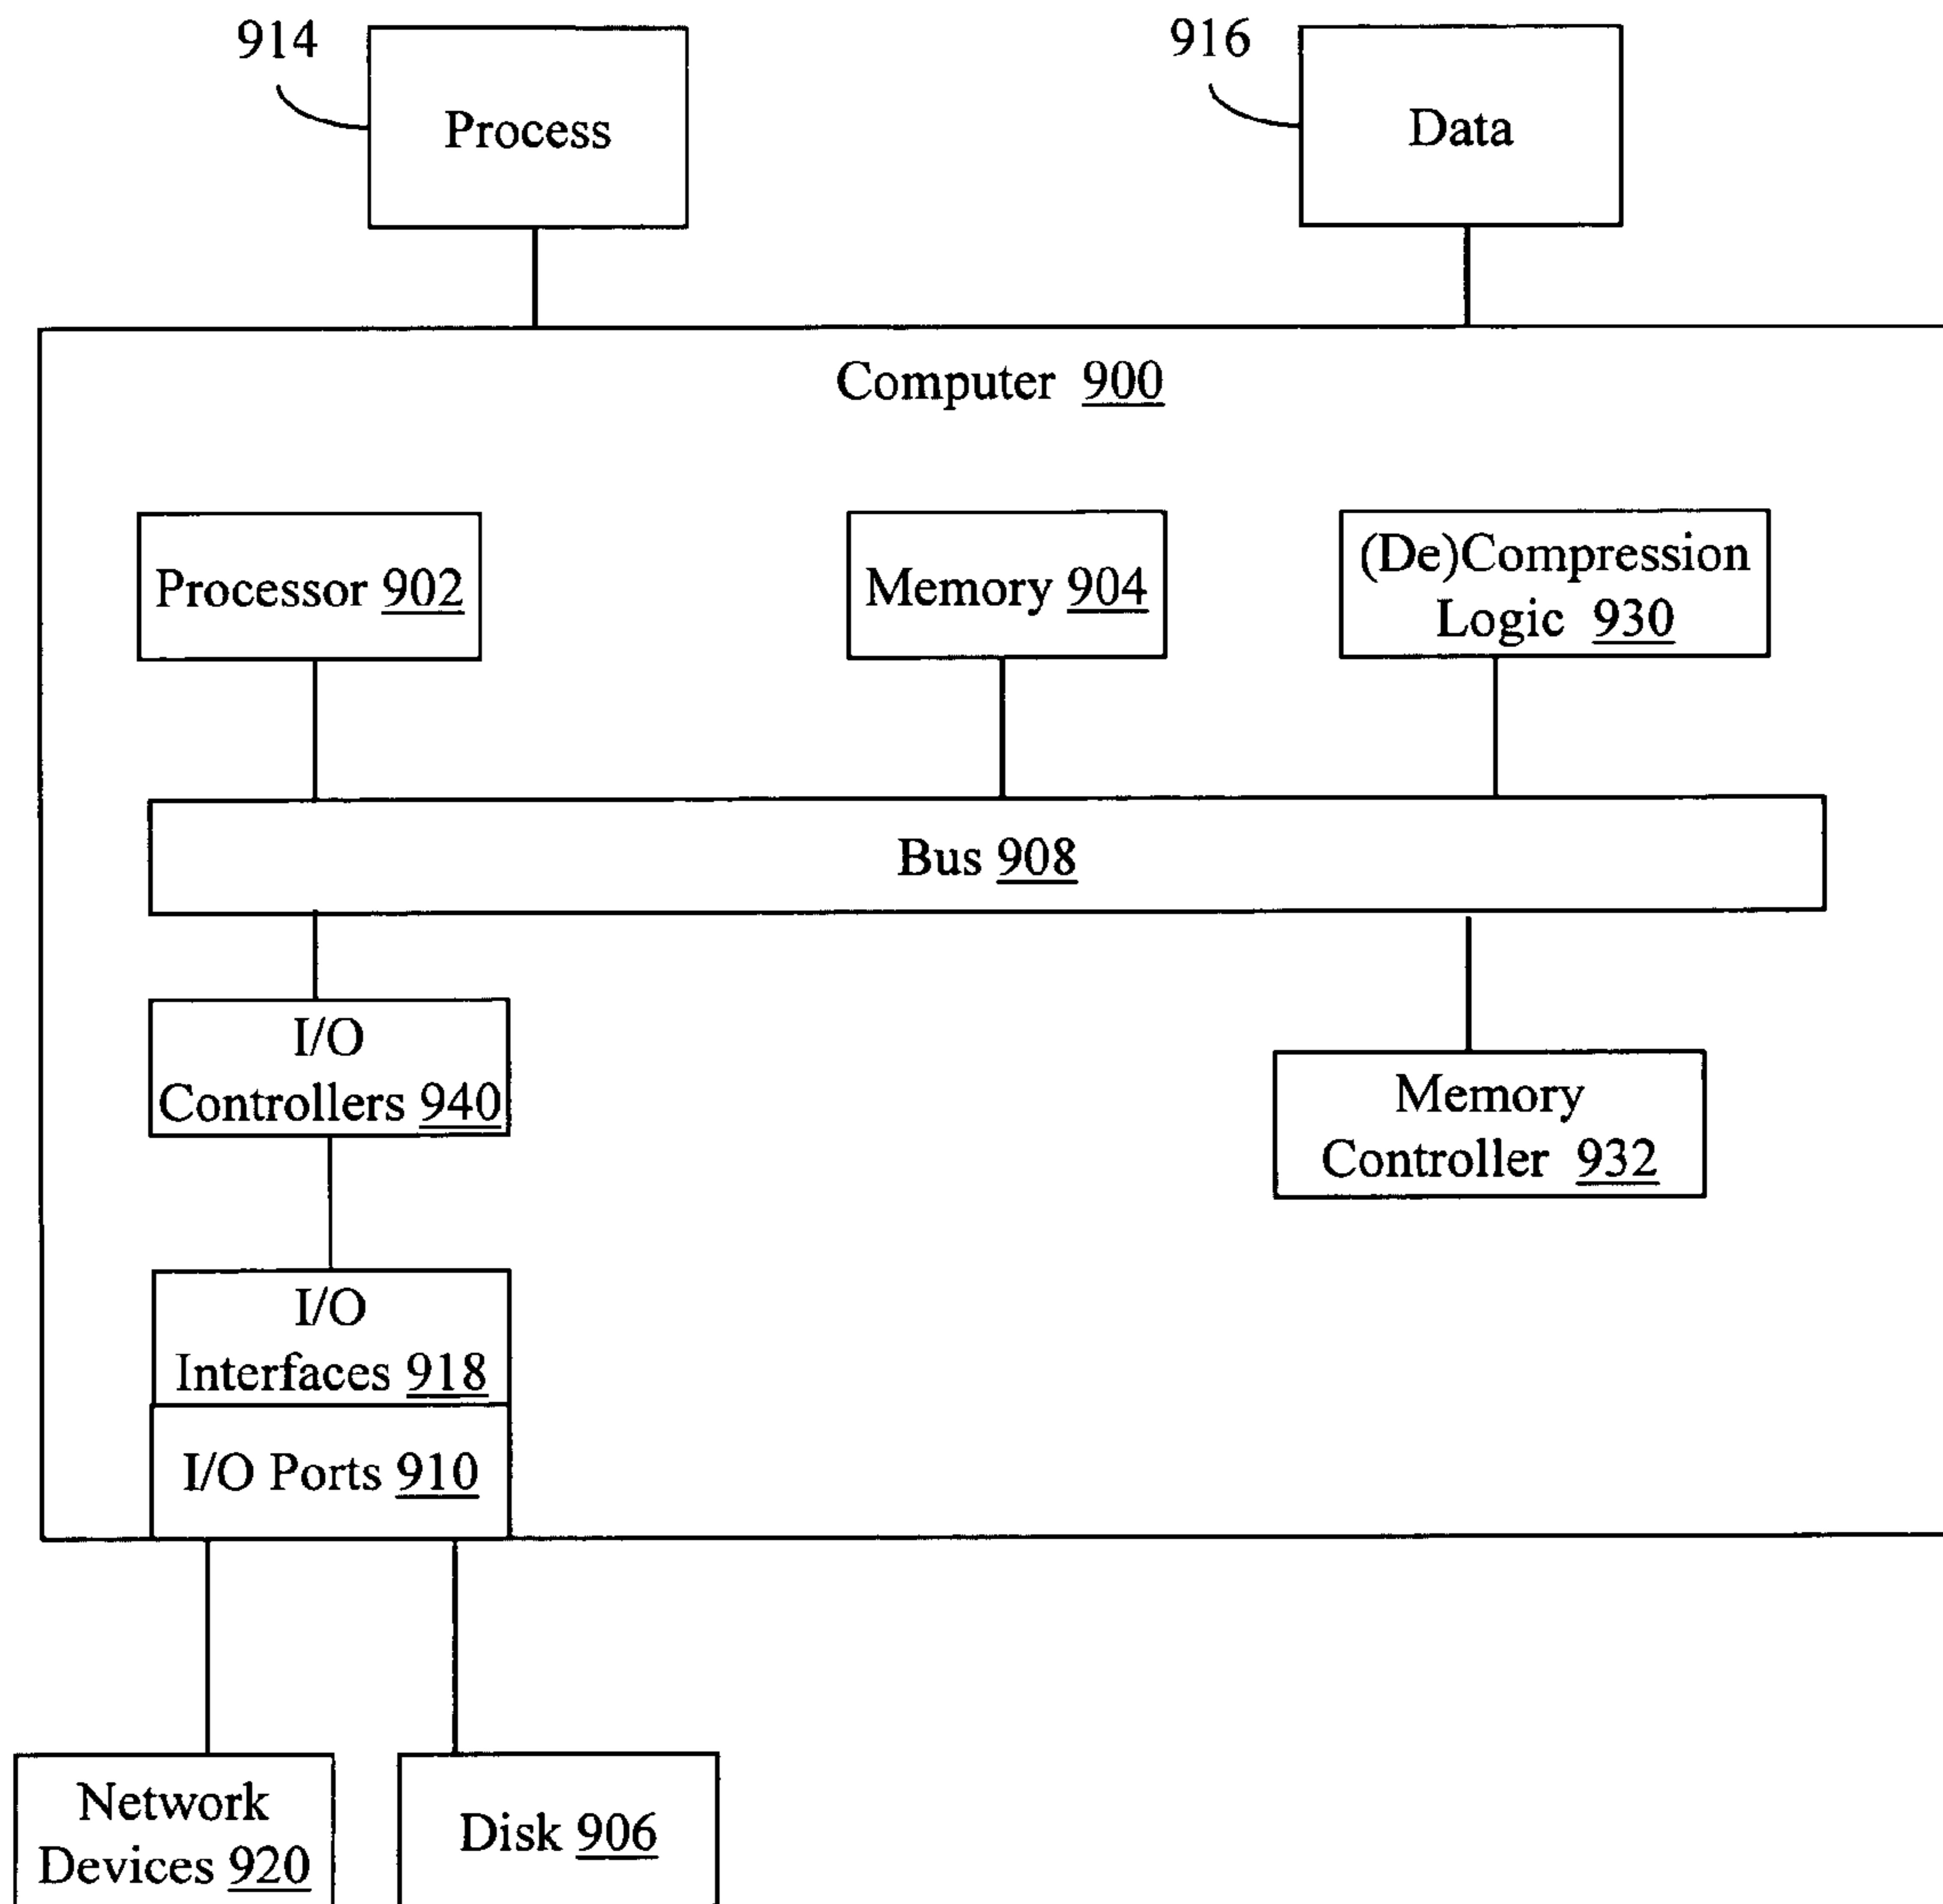 914
Process
916
Data
Computer 900
Processor 902
Memory 904
(De)Compression
Logic 930
Bus 908
I/O
Controllers 940
Memory
Controller 932
I/O
Interfaces 918
I/O Ports 910
Network
Devices 920
Disk 906